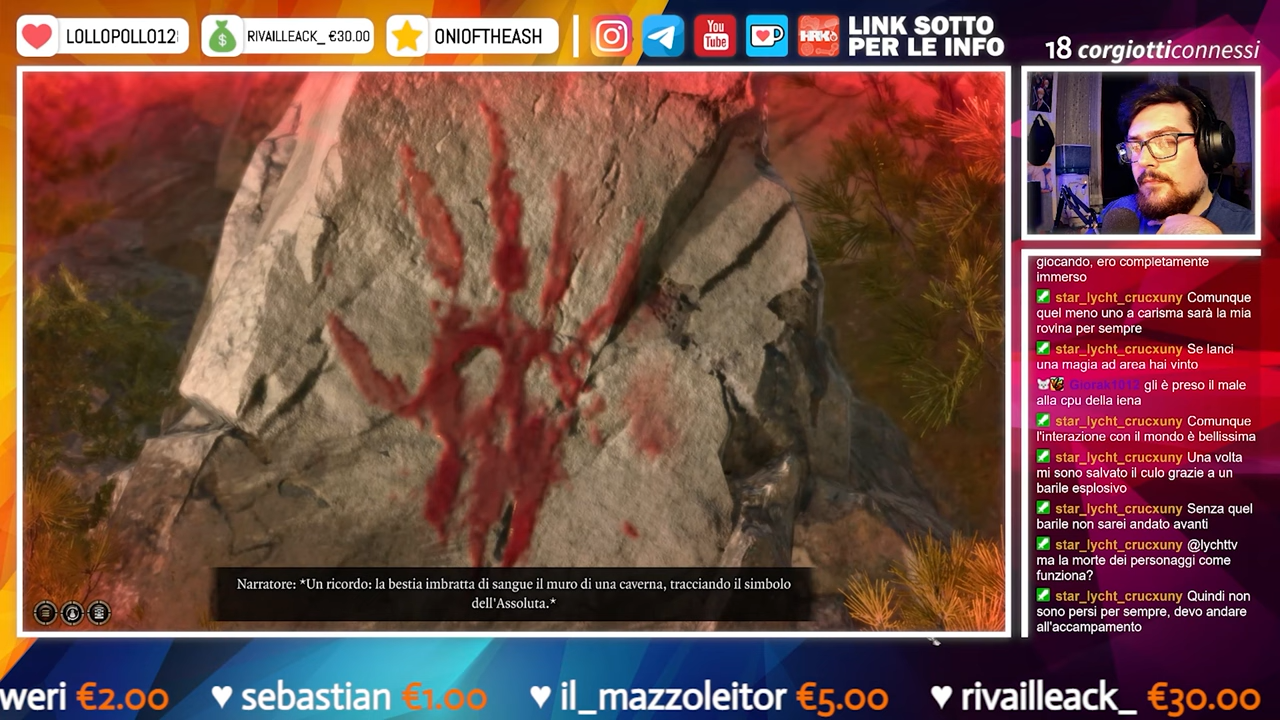 LOLLOPOLLO12
RIVAILLEACK_ €30.00
ONIOFTHEASH
You
Tube
HRK
LINK SOTTO
PER LE INFO
18 corgiotticonnessi
giocando, ero completamente
immerso
star_lycht_crucxuny Comunque
quel meno uno a carisma sarà la mia
rovina per sempre
star_lycht_crucxuny Se lanci
una magia ad area hai vinto
Giorak1012 gli è preso il male
alla cpu della iena
star_lycht_crucxuny Comunque
l'interazione con il mondo è bellissima
star_lycht_crucxuny Una volta
mi sono salvato il culo grazie a un
barile esplosivo
star_lycht_crucxuny Senza quel
barile non sarei andato avanti
star_lycht_crucxuny @lychttv
ma la morte dei personaggi come
funziona?
star_lycht_crucxuny Quindi non
sono persi per sempre, devo andare
all'accampamento
Narratore: *Un ricordo: la bestia imbratta di sangue il muro di una caverna, tracciando il simbolo
dell'Assoluta.*
weri €2.00 ♥ sebastian €1.00 ♥ il_mazzoleitor €5.00 ♥ rivailleack_ €30.00